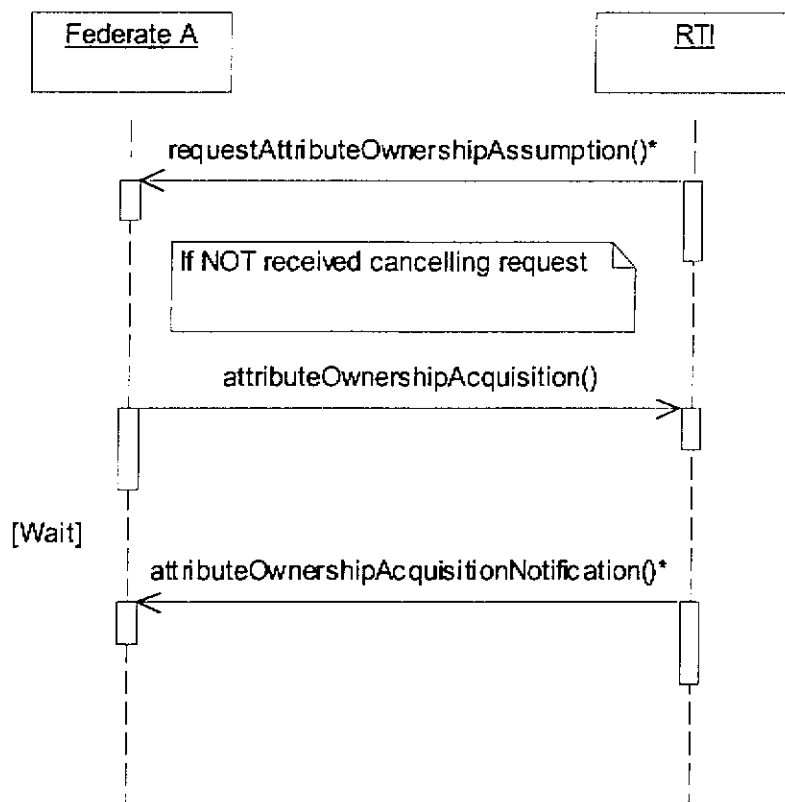 Federate A
RTI
requestAttributeOwnershipAssumption()*
If NOT received cancelling request
attributeOwnershipAcquisition()
[Wait]
attributeOwnershipAcquisitionNotification()*